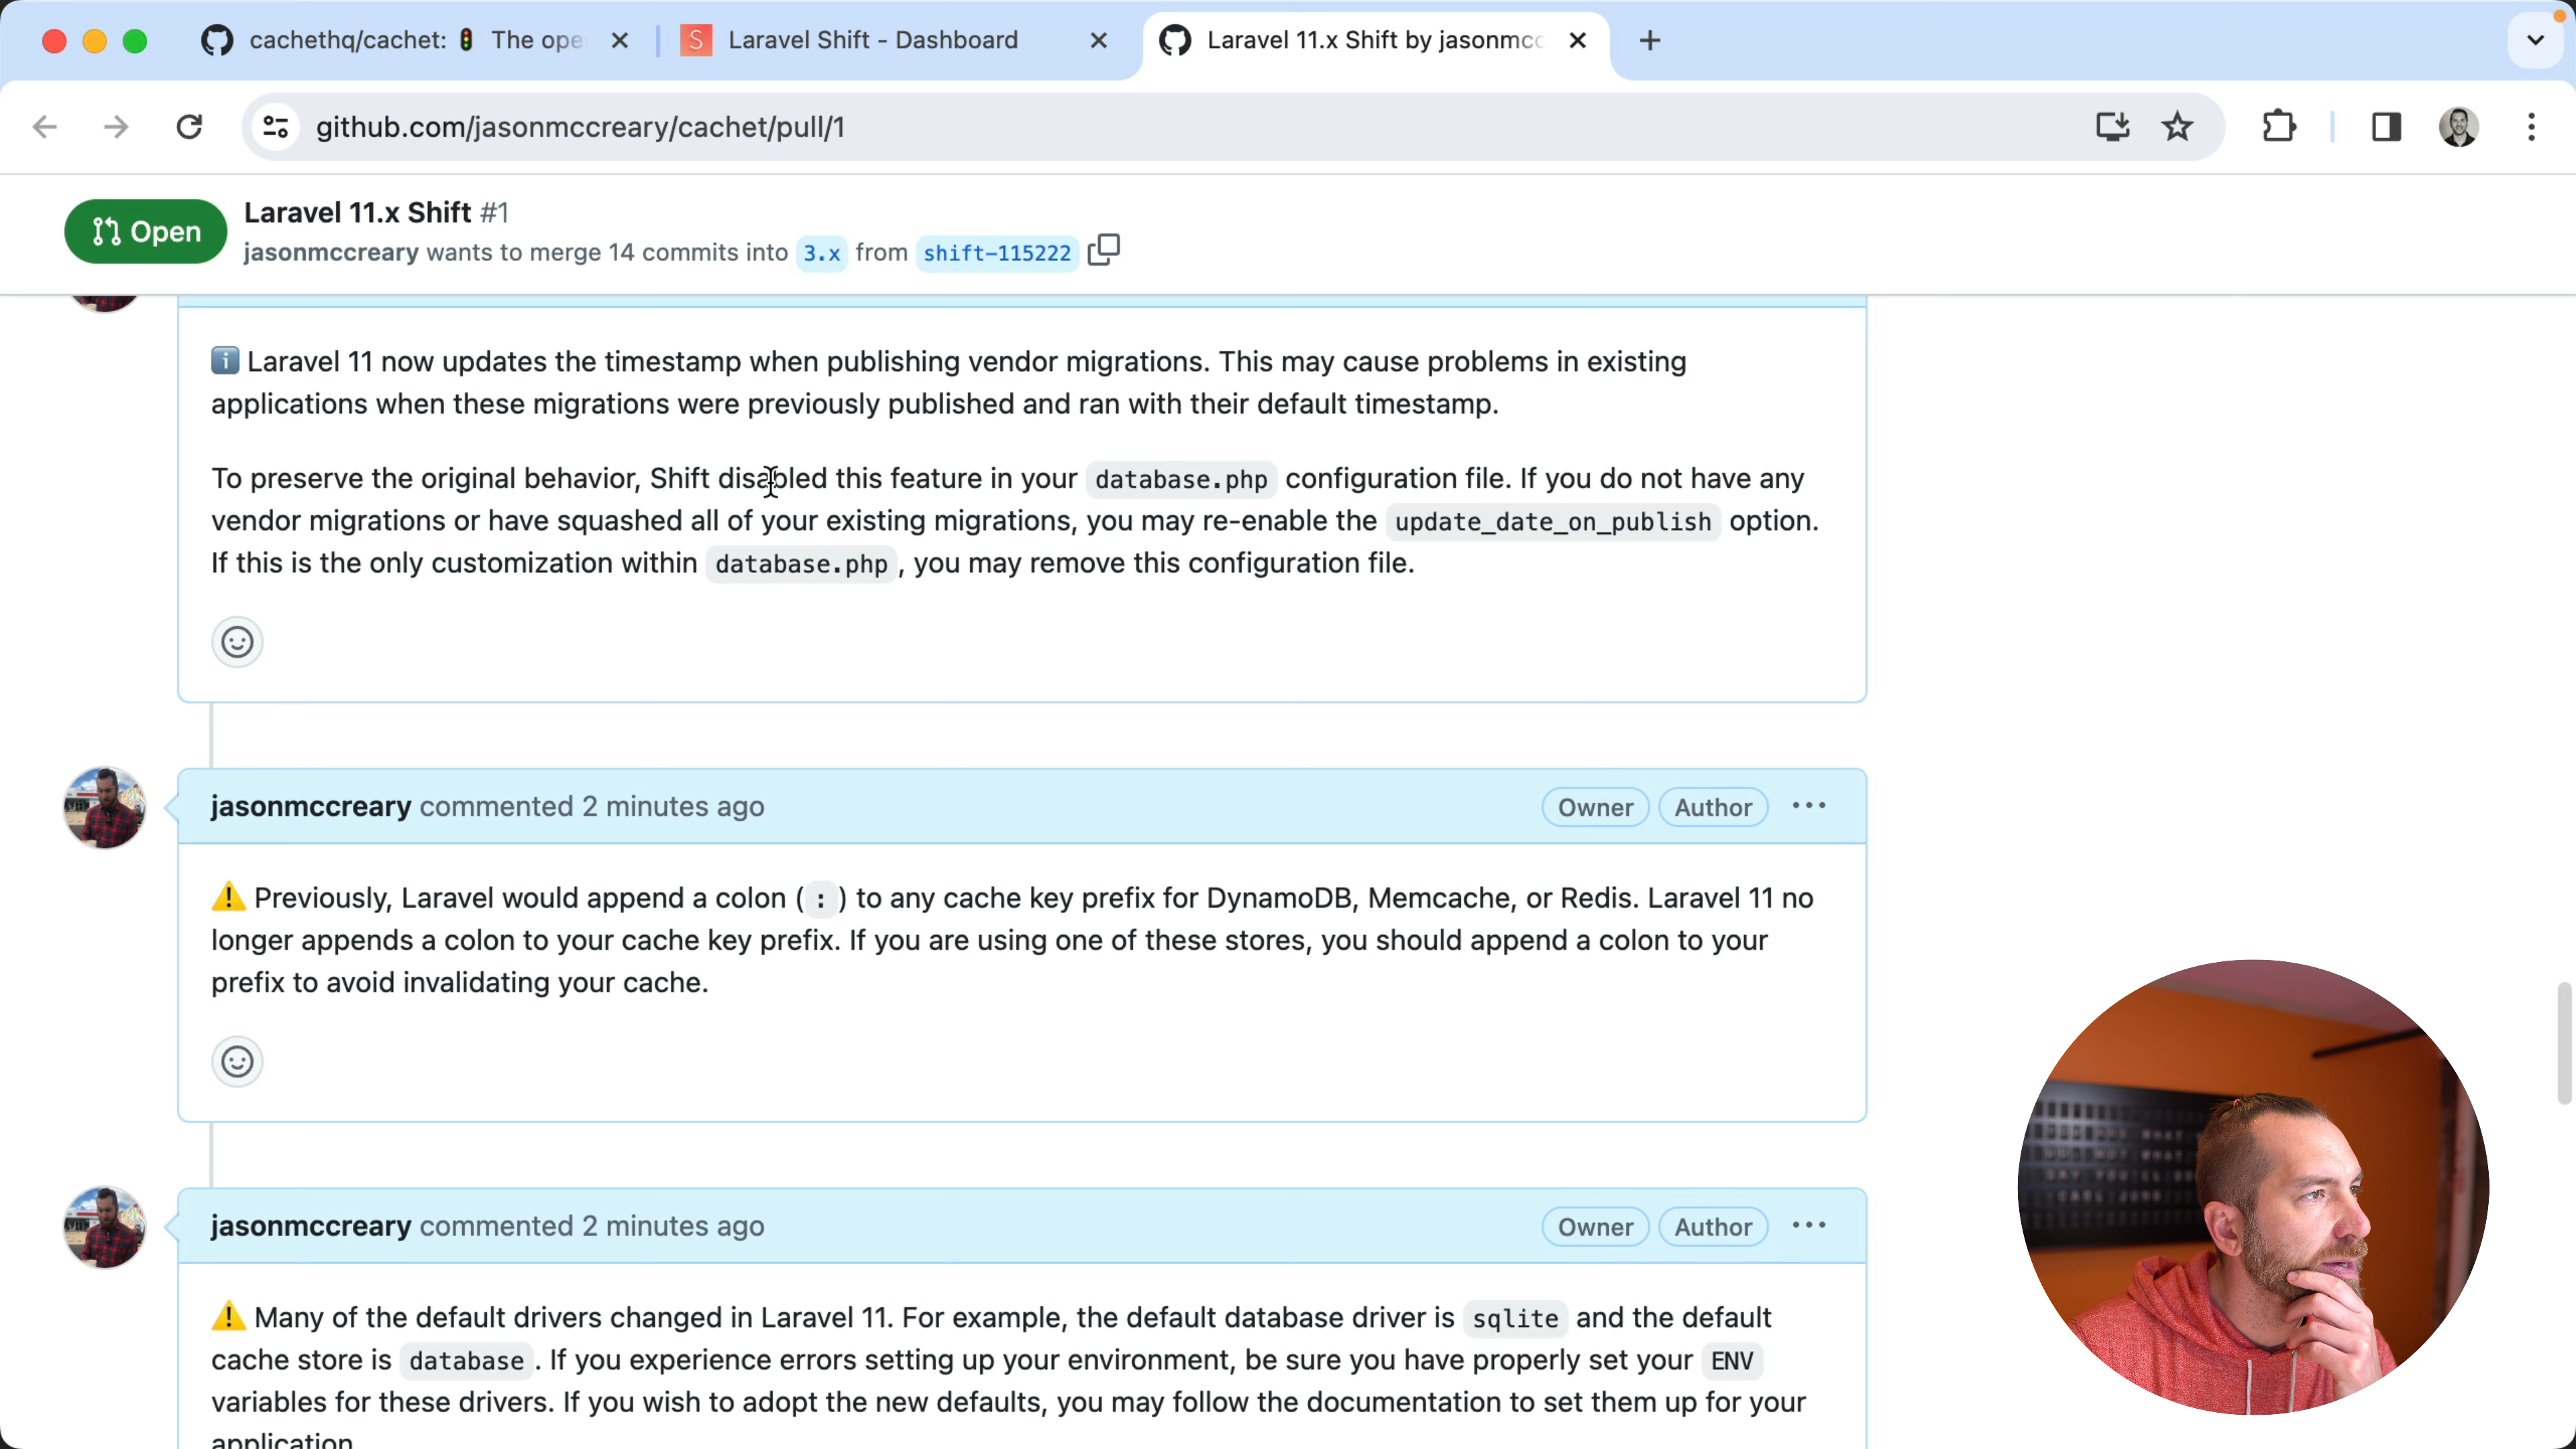 cachethq/cachet: 🚦 The ope
S Laravel Shift - Dashboard
Laravel 11.x Shift by jasonmcc
github.com/jasonmccreary/cachet/pull/1
Open
Laravel 11.x Shift #1
jasonmccreary wants to merge 14 commits into 3.x from shift-115222
ℹ️ Laravel 11 now updates the timestamp when publishing vendor migrations. This may cause problems in existing
applications when these migrations were previously published and ran with their default timestamp.
To preserve the original behavior, Shift disabled this feature in your database.php configuration file. If you do not have any
vendor migrations or have squashed all of your existing migrations, you may re-enable the update_date_on_publish option.
If this is the only customization within database.php, you may remove this configuration file.
jasonmccreary commented 2 minutes ago Owner Author
⚠️ Previously, Laravel would append a colon (:) to any cache key prefix for DynamoDB, Memcache, or Redis. Laravel 11 no
longer appends a colon to your cache key prefix. If you are using one of these stores, you should append a colon to your
prefix to avoid invalidating your cache.
jasonmccreary commented 2 minutes ago Owner Author
⚠️ Many of the default drivers changed in Laravel 11. For example, the default database driver is sqlite and the default
cache store is database. If you experience errors setting up your environment, be sure you have properly set your ENV
variables for these drivers. If you wish to adopt the new defaults, you may follow the documentation to set them up for your
application.